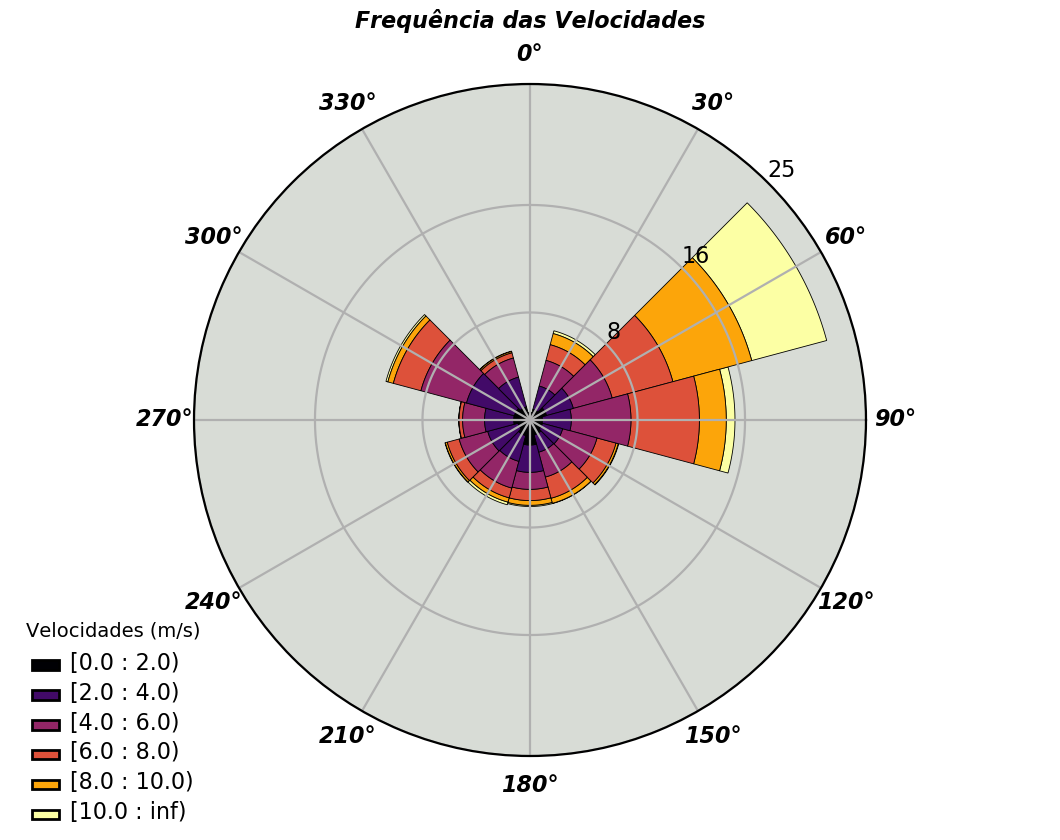 Frequência das Velocidades
0°
330°
30°
25
300°
60°
16
8
270°
90°
240°
120°
210°
150°
180°
Velocidades (m/s)
[0.0 : 2.0)
[2.0 : 4.0)
[4.0 : 6.0)
[6.0 : 8.0)
[8.0 : 10.0)
[10.0 : inf)